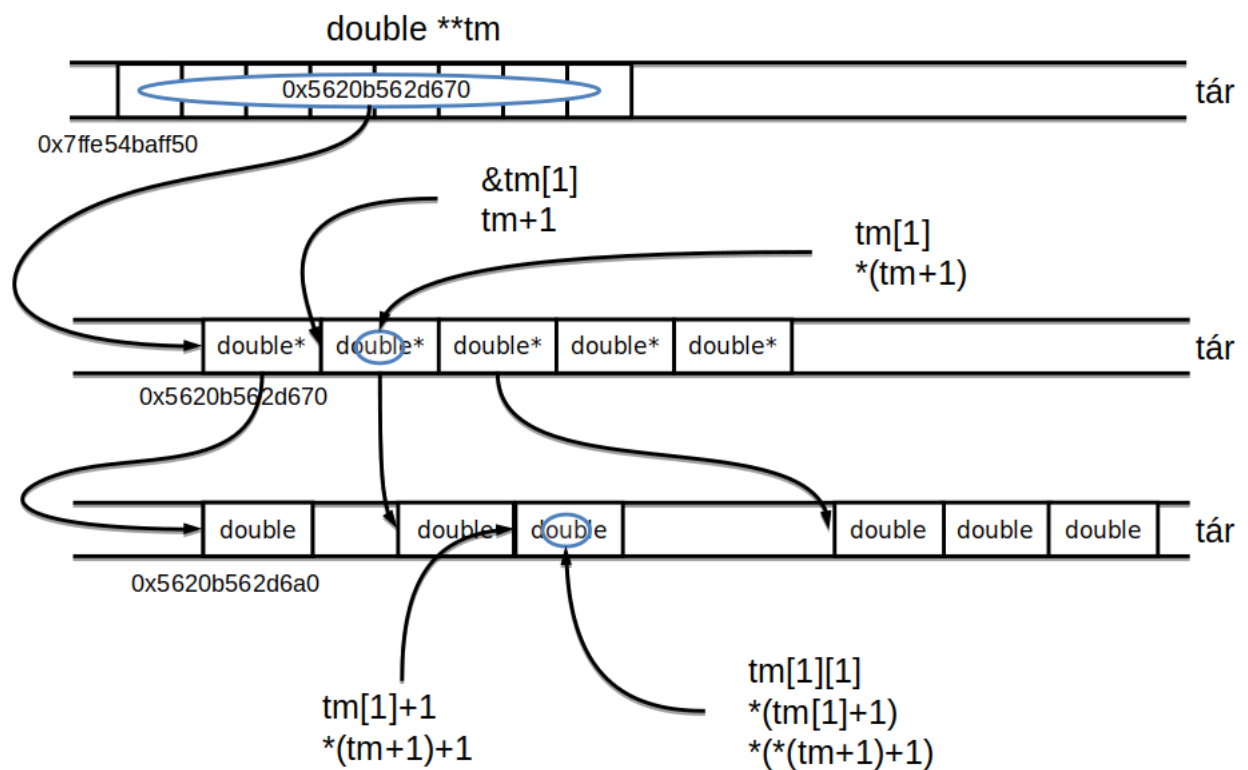 double **tm
0x5620b562d670
tár
0x7ffe54baff50
&tm[1]
tm+1
tm[1]
*(tm+1)
double*
double*
double*
double*
double*
tár
0x5620b562d670
double
double
double
double
double
double
tár
0x5620b562d6a0
tm[1]+1
*(tm+1)+1
tm[1][1]
*(tm[1]+1)
*(*(tm+1)+1)